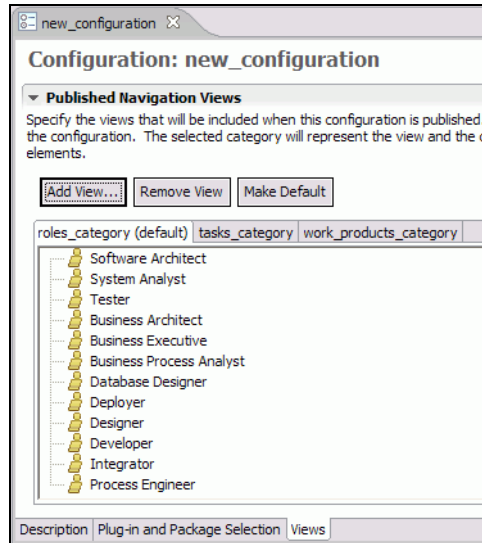 new_configuration
Configuration: new_configuration
Published Navigation Views
Specify the views that will be included when this configuration is published
the configuration. The selected category will represent the view and the
elements.
Add View... Remove View Make Default
roles_category (default) tasks_category work_products_category
Software Architect
System Analyst
Tester
Business Architect
Business Executive
Business Process Analyst
Database Designer
Deployer
Designer
Developer
Integrator
Process Engineer
Description Plug-in and Package Selection Views